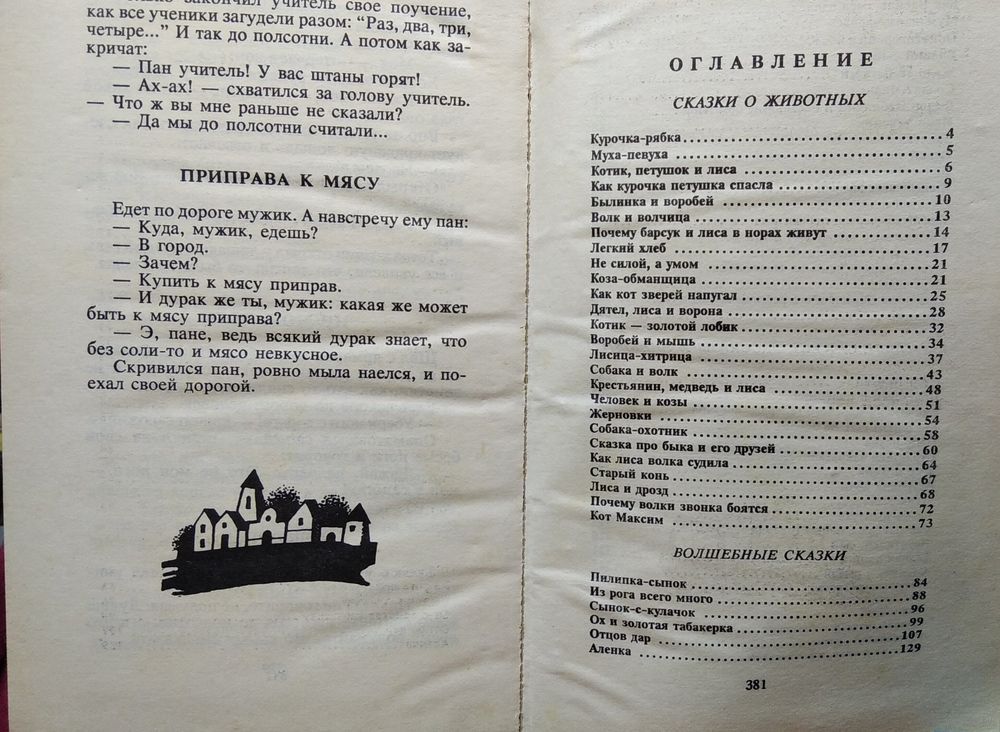 закончил учитель свое поучение,
как все ученики загудели разом: “Раз, два, три,
четыре...” И так до полсотни. А потом как за-
кричат:
— Пан учитель! У вас штаны горят!
— Ах-ах! — схватился за голову учитель.
— Что ж вы мне раньше не сказали?
— Да мы до полсотни считали...
ПРИПРАВА К МЯСУ
Едет по дороге мужик. А навстречу ему пан:
— Куда, мужик, едешь?
— В город.
— Зачем?
— Купить к мясу приправ.
— И дурак же ты, мужик: какая же может
быть к мясу приправа?
— Э, пане, ведь всякий дурак знает, что
без соли-то и мясо невкусное.
Скривился пан, ровно мыла наелся, и по-
ехал своей дорогой.
ОГЛАВЛЕНИЕ
СКАЗКИ О ЖИВОТНЫХ
Курочка-рябка 4
Муха-певуха 5
Котик, петушок и лиса 6
Как курочка петушка спасла 9
Былинка и воробей 10
Волк и волчица 13
Почему барсук и лиса в норах живут 14
Легкий хлеб 17
Не силой, а умом 21
Коза-обманщица 21
Как кот зверей напугал 25
Дятел, лиса и ворона 28
Котик — золотой лобик 32
Воробей и мышь 34
Лисица-хитрица 37
Собака и волк 43
Крестьянин, медведь и лиса 48
Человек и козы 51
Жерновки 54
Собака-охотник 58
Сказка про быка и его друзей 60
Как лиса волка судила 64
Старый конь 67
Лиса и дрозд 68
Почему волки звонка боятся 72
Кот Максим 73
ВОЛШЕБНЫЕ СКАЗКИ
Пилипка-сынок 84
Из рога всего много 88
Сынок-с-кулачок 96
Ох и золотая табакерка 99
Отцов дар 107
Аленка 129
381